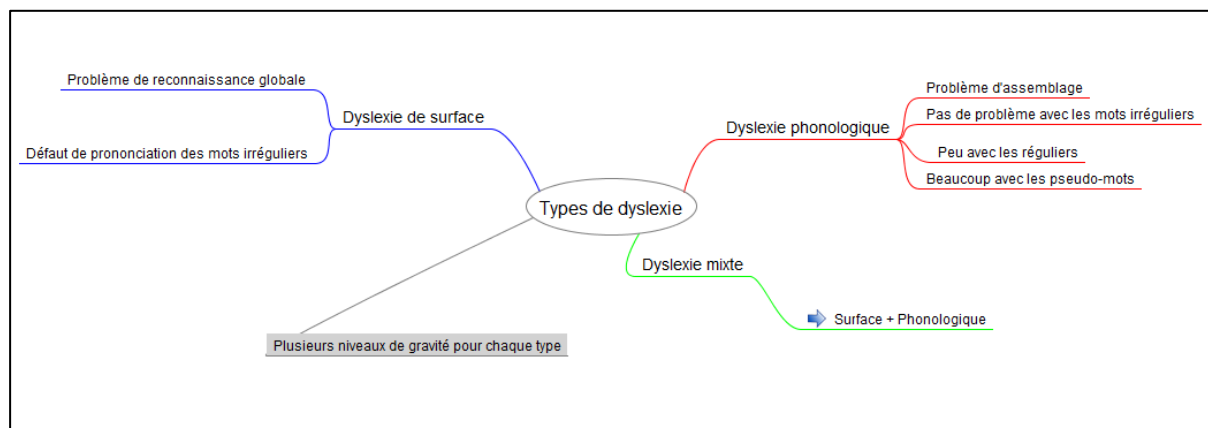 Types de dyslexie
Dyslexie de surface
Problème de reconnaissance globale
Défaut de prononciation des mots irréguliers
Dyslexie phonologique
Problème d'assemblage
Pas de problème avec les mots irréguliers
Peu avec les réguliers
Beaucoup avec les pseudo-mots
Dyslexie mixte
Surface + Phonologique
Plusieurs niveaux de gravité pour chaque type